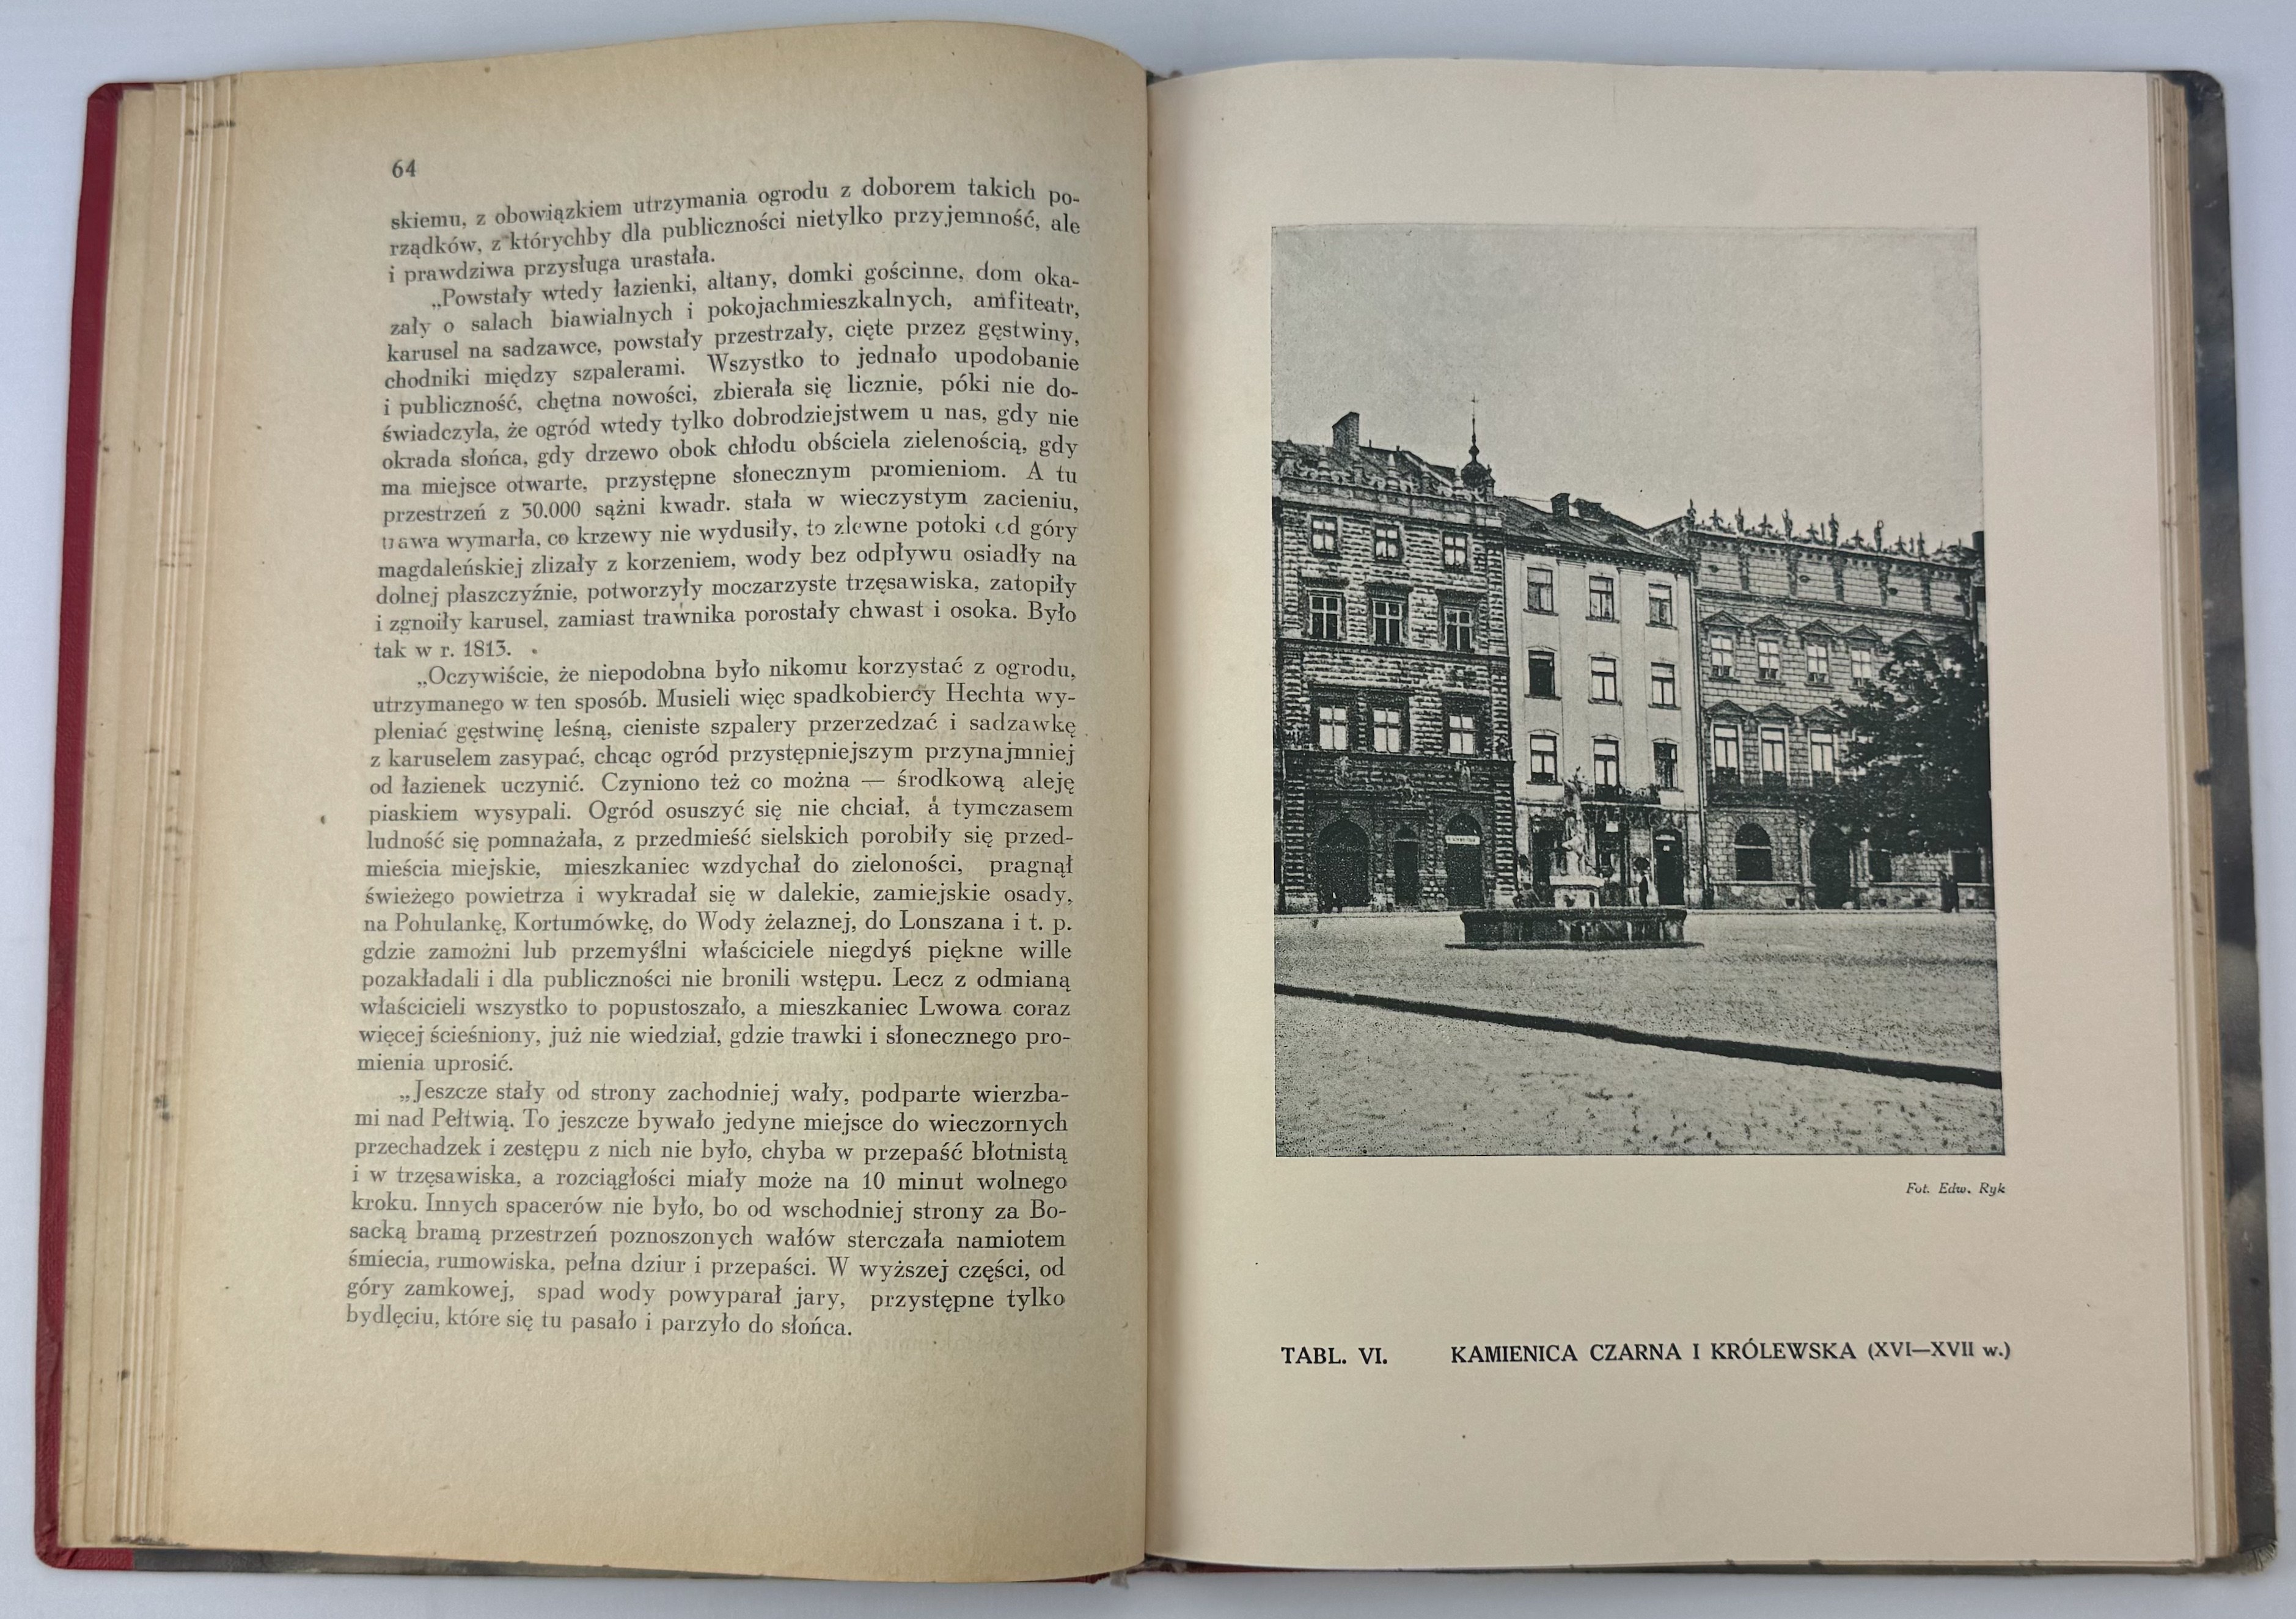 64
skiemu, z obowiązkiem utrzymania ogrodu z doborem takich po-
rządków, z którychby dla publiczności nietylko przyjemność, ale
i prawdziwa przysługa urastała.
„Powstały wtedy łazienki, altany, domki gościnne, dom oka-
zały o salach biawialnych i pokojachmieszkalnych, amfiteatr,
karusel na sadzawce, powstały przestrzały, cięte przez gęstwiny,
chodniki między szpalerami. Wszystko to jednało upodobanie
i publiczność, chętna nowości, zbierała się licznie, póki nie do-
świadczyła, że ogród wtedy tylko dobrodziejstwem u nas, gdy nie
okrada słońca, gdy drzewo obok chłodu obściela zielenością, gdy
ma miejsce otwarte, przystępne słonecznym promieniom. A tu
przestrzeń z 30.000 sążni kwadr. stała w wieczystym zacieniu,
trawa wymarła, co krzewy nie wydusiły, to zlewne potoki od góry
magdaleńskiej zlizały z korzeniem, wody bez odpływu osiadły na
dolnej płaszczyźnie, potworzyły moczarzyste trzęsawiska, zatopiły
i zgnoiły karusel, zamiast trawnika porostały chwast i osoka. Było
tak w r. 1813.
„Oczywiście, że niepodobna było nikomu korzystać z ogrodu,
utrzymanego w ten sposób. Musieli więc spadkobiercy Hechta wy-
pleniać gęstwinę leśną, cieniste szpalery przerzedzać i sadzawkę
z karuselem zasypać, chcąc ogród przystępniejszym przynajmniej
od łazienek uczynić. Czyniono też co można — środkową aleję
piaskiem wysypali. Ogród osuszyć się nie chciał, a tymczasem
ludność się pomnażała, z przedmieść sielskich porobiły się przed-
mieścia miejskie, mieszkaniec wzdychał do zieloności, pragnął
świeżego powietrza i wykradał się w dalekie, zamiejskie osady,
na Pohulankę, Kortumówkę, do Wody żelaznej, do Lonszana i t. p.
gdzie zamożni lub przemyślni właściciele niegdyś piękne wille
pozakładali i dla publiczności nie bronili wstępu. Lecz z odmianą
właścicieli wszystko to popustoszało, a mieszkaniec Lwowa coraz
więcej ścieśniony, już nie wiedział, gdzie trawki i słonecznego pro-
mienia uprosić.
„Jeszcze stały od strony zachodniej wały, podparte wierzba-
mi nad Pełtwią. To jeszcze bywało jedyne miejsce do wieczornych
przechadzek i zestępu z nich nie było, chyba w przepaść błotnistą
i w trzęsawiska, a rozciągłości miały może na 10 minut wolnego
kroku. Innych spacerów nie było, bo od wschodniej strony za Bo-
sacką bramą przestrzeń poznoszonych wałów sterczała namiotem
śmiecia, rumowiska, pełna dziur i przepaści. W wyższej części, od
góry zamkowej, spad wody powyparał jary, przystępne tylko
bydlęciu, które się tu pasało i parzyło do słońca.
Fot. Edw. Ryk
TABL. VI. KAMIENICA CZARNA I KRÓLEWSKA (XVI—XVII w.)